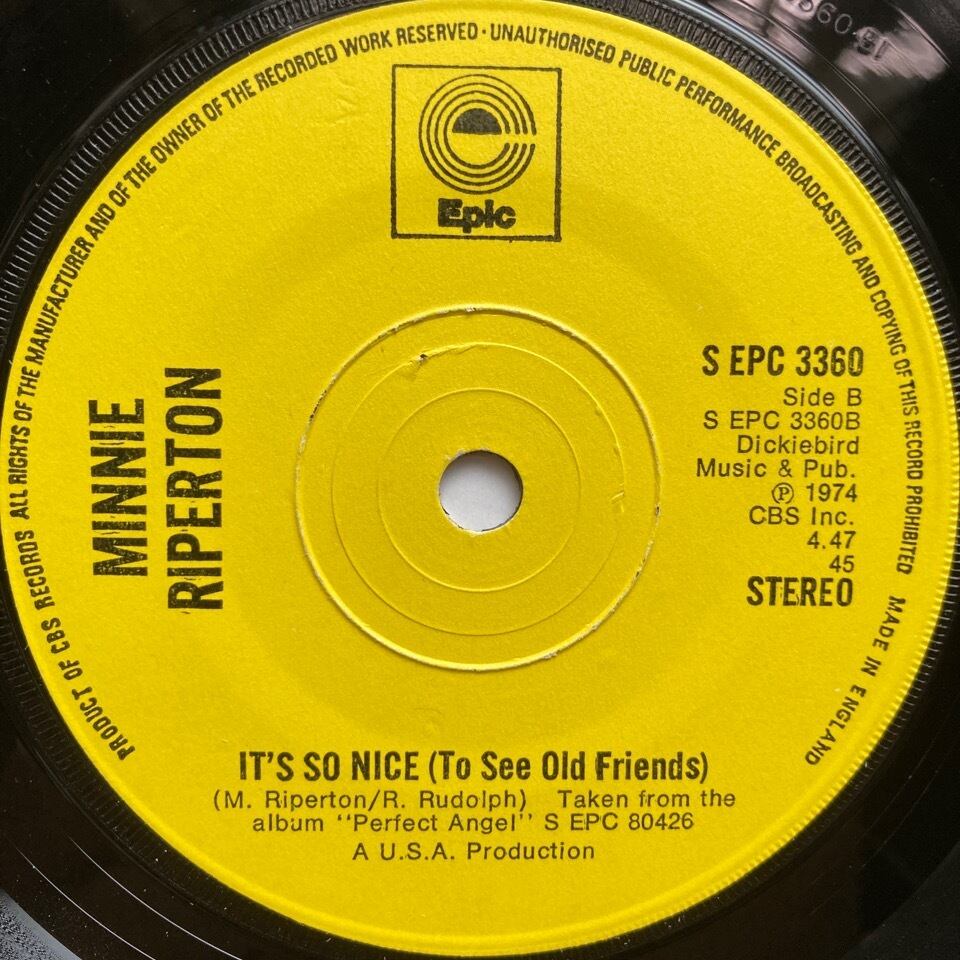 PRODUCT OF CBS RECORDS ALL RIGHTS OF THE MANUFACTURER AND OF THE OWNER OF THE RECORDED WORK RESERVED · UNAUTHORISED PUBLIC PERFORMANCE BROADCASTING AND COPYING OF THIS RECORD PROHIBITED MADE IN ENGLAND
Epic
MINNIE
RIPERTON
S EPC 3360
Side B
S EPC 3360B
Dickiebird
Music & Pub.
℗ 1974
CBS Inc.
4.47
45
STEREO
IT'S SO NICE (To See Old Friends)
(M. Riperton/R. Rudolph) Taken from the
album "Perfect Angel" S EPC 80426
A U.S.A. Production